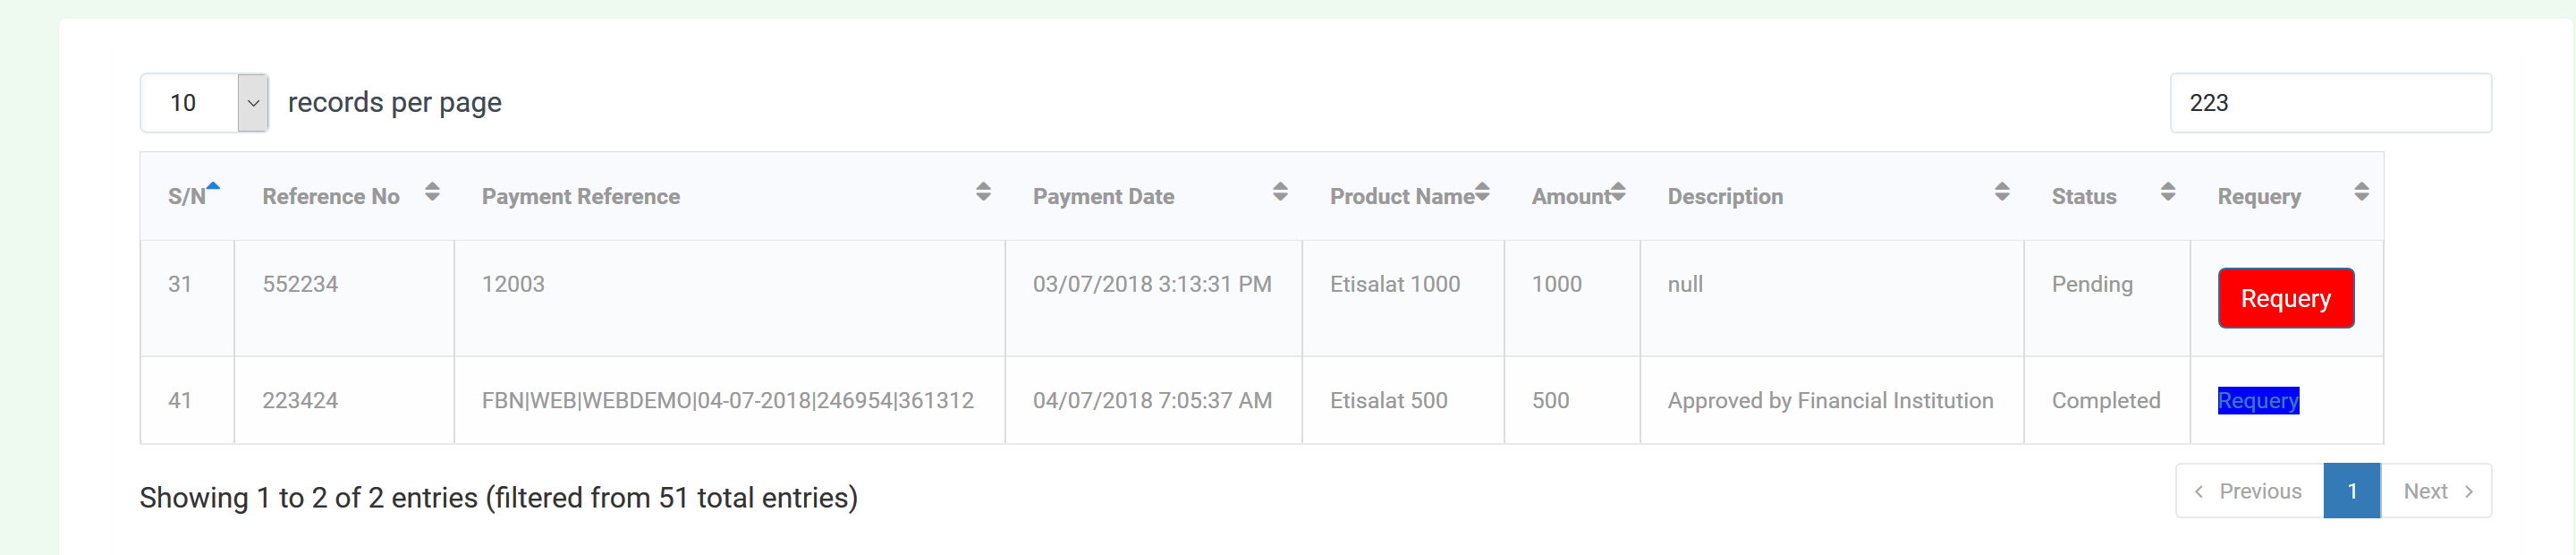 10 records per page 223
S/N Reference No Payment Reference Payment Date Product Name Amount Description Status Requery
31 552234 12003 03/07/2018 3:13:31 PM Etisalat 1000 1000 null Pending Requery
41 223424 FBN|WEB|WEBDEMO|04-07-2018|246954|361312 04/07/2018 7:05:37 AM Etisalat 500 500 Approved by Financial Institution Completed Requery
Showing 1 to 2 of 2 entries (filtered from 51 total entries) Previous 1 Next